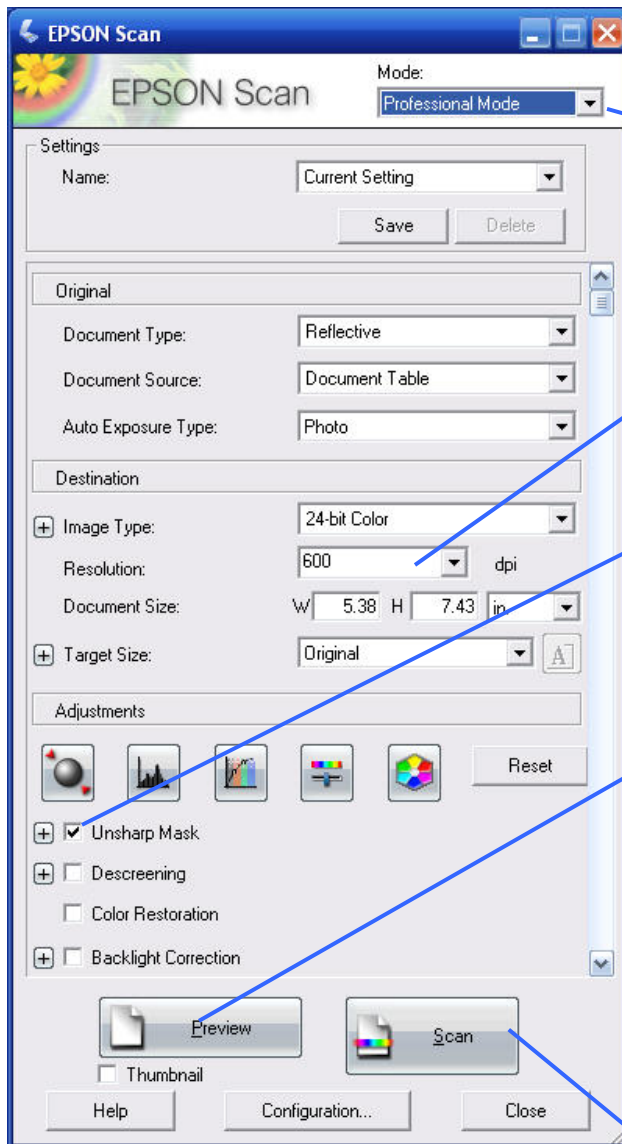 EPSON Scan
EPSON Scan
Mode:
Professional Mode
Settings
Name: Current Setting
Save Delete
Original
Document Type: Reflective
Document Source: Document Table
Auto Exposure Type: Photo
Destination
Image Type: 24-bit Color
Resolution: 600 dpi
Document Size: W 5.38 H 7.43 in.
Target Size: Original A
Adjustments
Reset
Unsharp Mask
Descreening
Color Restoration
Backlight Correction
Preview Scan
Thumbnail
Help Configuration... Close